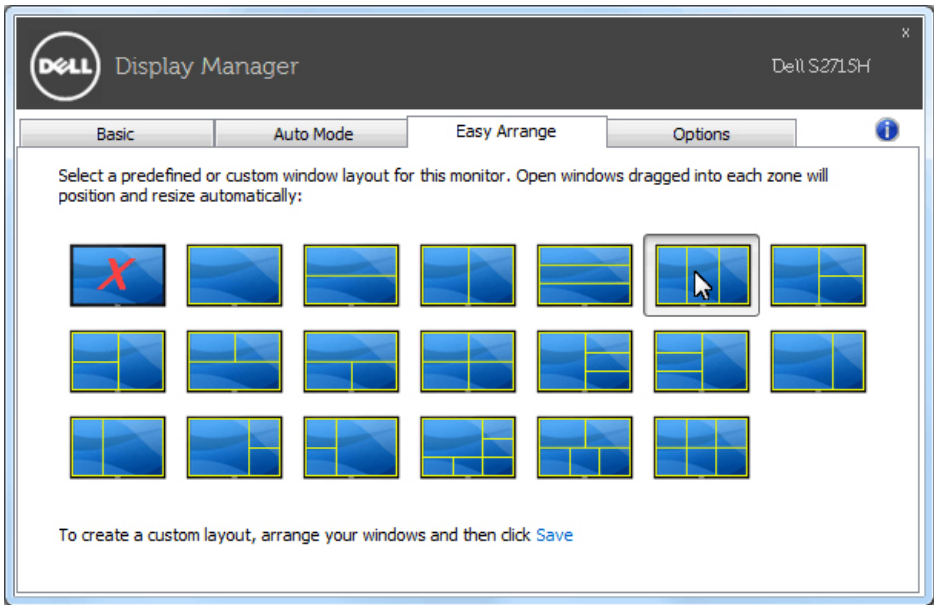 x
DELL
Display Manager
Dell S2715H
Basic
Auto Mode
Easy Arrange
Options
i
Select a predefined or custom window layout for this monitor. Open windows dragged into each zone will
position and resize automatically:
X
To create a custom layout, arrange your windows and then click Save